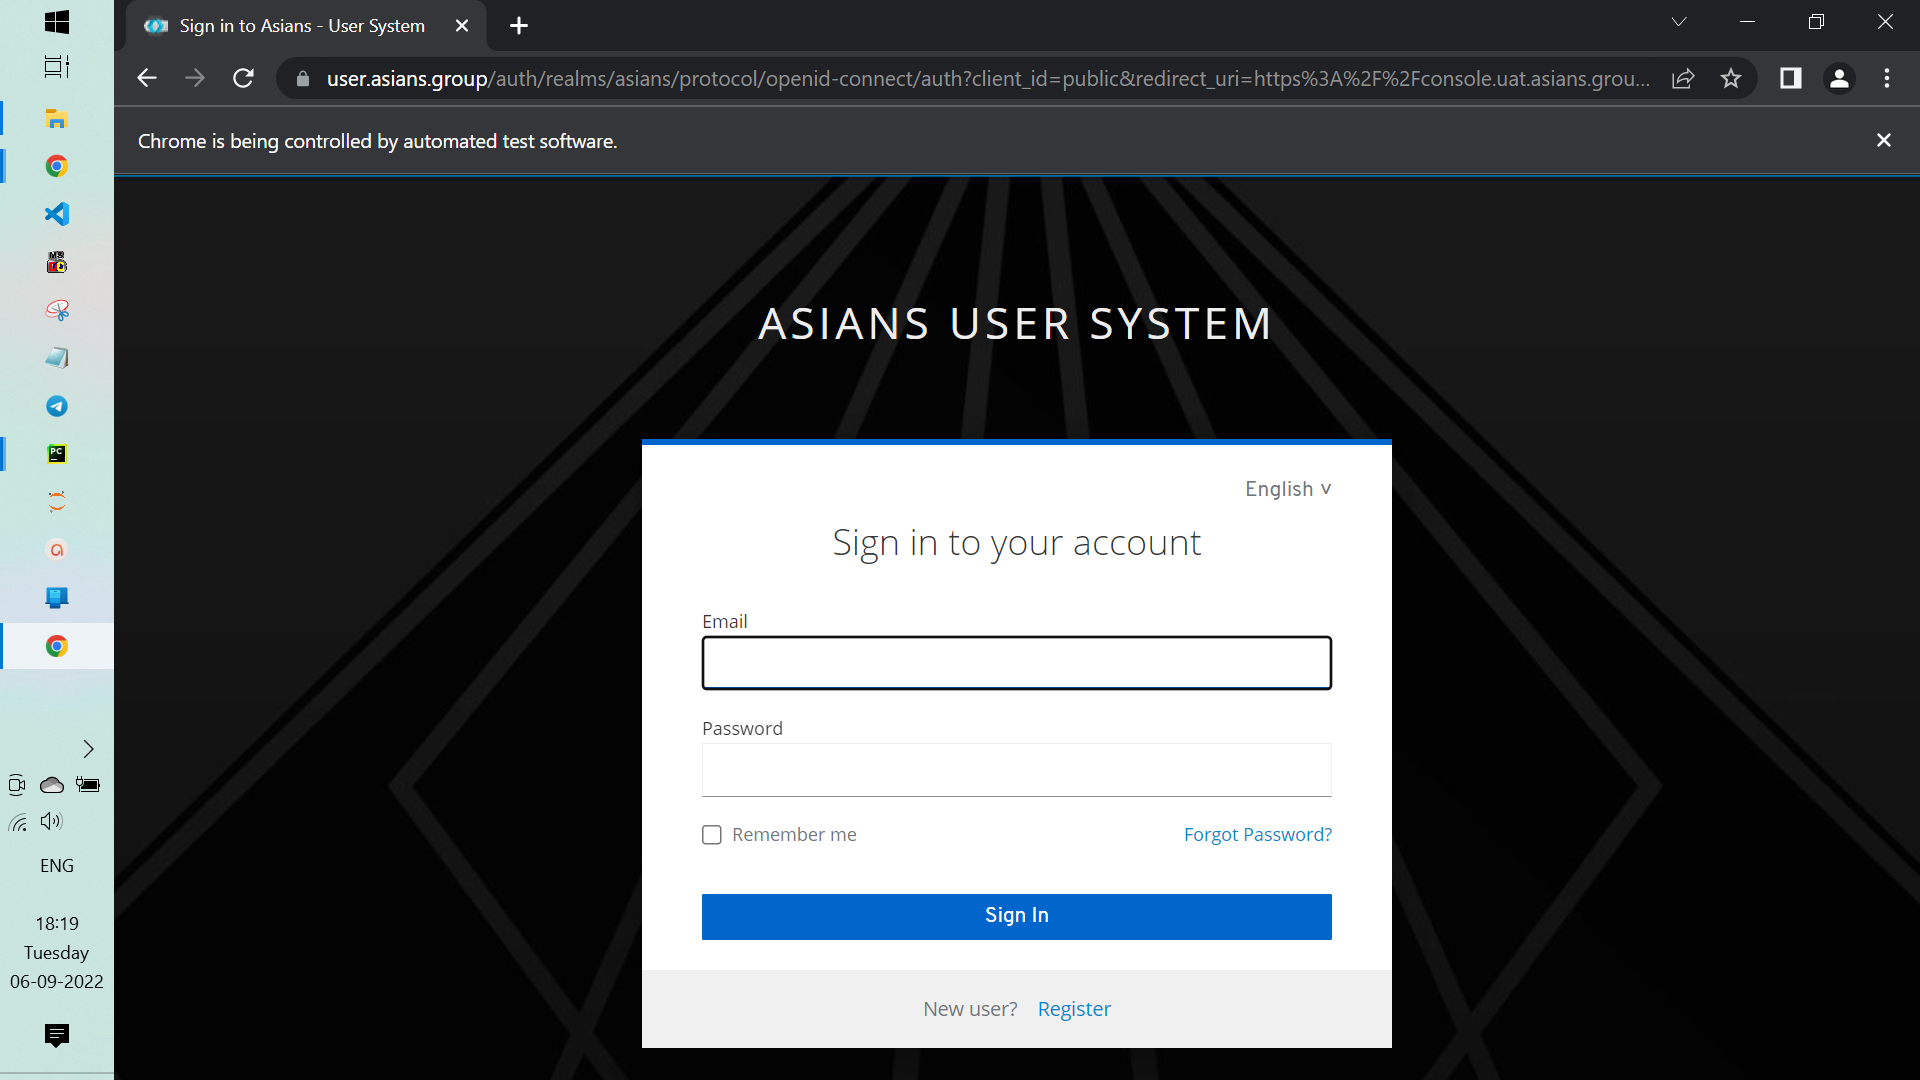 Sign in to Asians - User System
user.asians.group/auth/realms/asians/protocol/openid-connect/auth?client_id=public&redirect_uri=https%3A%2F%2Fconsole.uat.asians.grou...
Chrome is being controlled by automated test software.
ASIANS USER SYSTEM
English
Sign in to your account
Email
Password
Remember me
Forgot Password?
Sign In
New user? Register
PC
ENG
18:19
Tuesday
06-09-2022